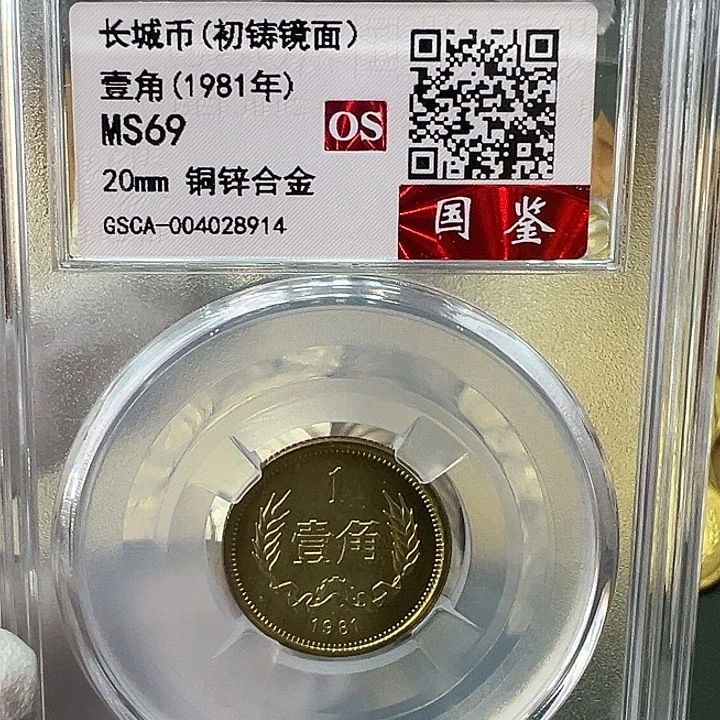 长城币(初铸镜面)
壹角(1981年)
MS69
OS
20mm 铜锌合金
GSCA-004028914
国鉴
1
壹角
1981